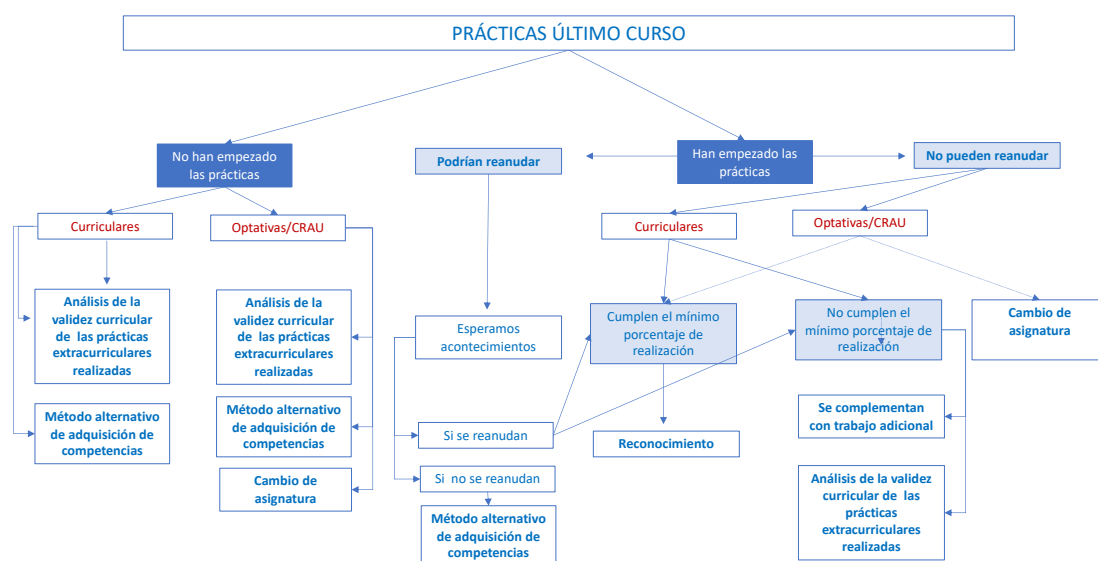 PRÁCTICAS ÚLTIMO CURSO
No han empezado
las prácticas
Podrían reanudar
Han empezado las
prácticas
No pueden reanudar
Curriculares
Optativas/CRAU
Curriculares
Optativas/CRAU
Análisis de la
validez curricular
de las prácticas
extracurriculares
realizadas
Análisis de la
validez curricular
de las prácticas
extracurriculares
realizadas
Esperamos
acontecimientos
Cumplen el mínimo
porcentaje de
realización
No cumplen el
mínimo porcentaje de
realización
Cambio de
asignatura
Método alternativo
de adquisición de
competencias
Método alternativo
de adquisición de
competencias
Si se reanudan
Reconocimiento
Se complementan
con trabajo adicional
Cambio de
asignatura
Si no se reanudan
Análisis de la validez
curricular de las
prácticas
extracurriculares
realizadas
Método alternativo
de adquisición de
competencias